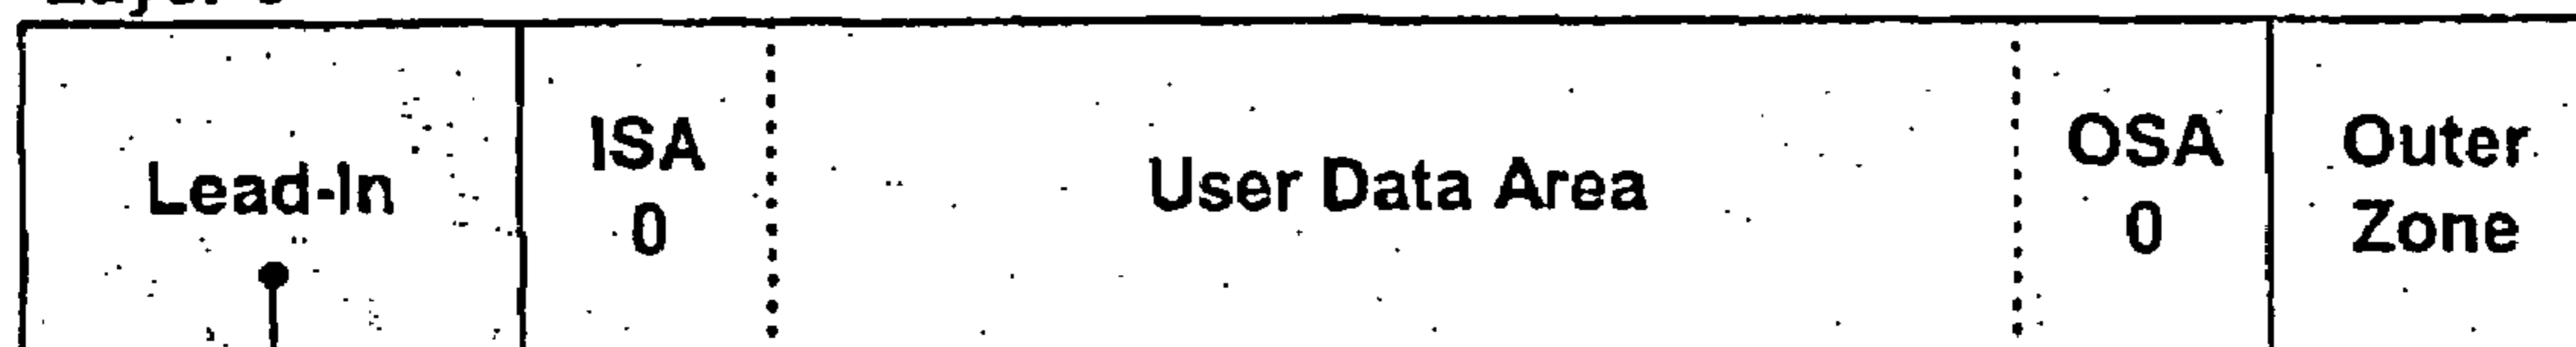 Lead-In
ISA
0
User Data Area
OSA
0
Outer
Zone